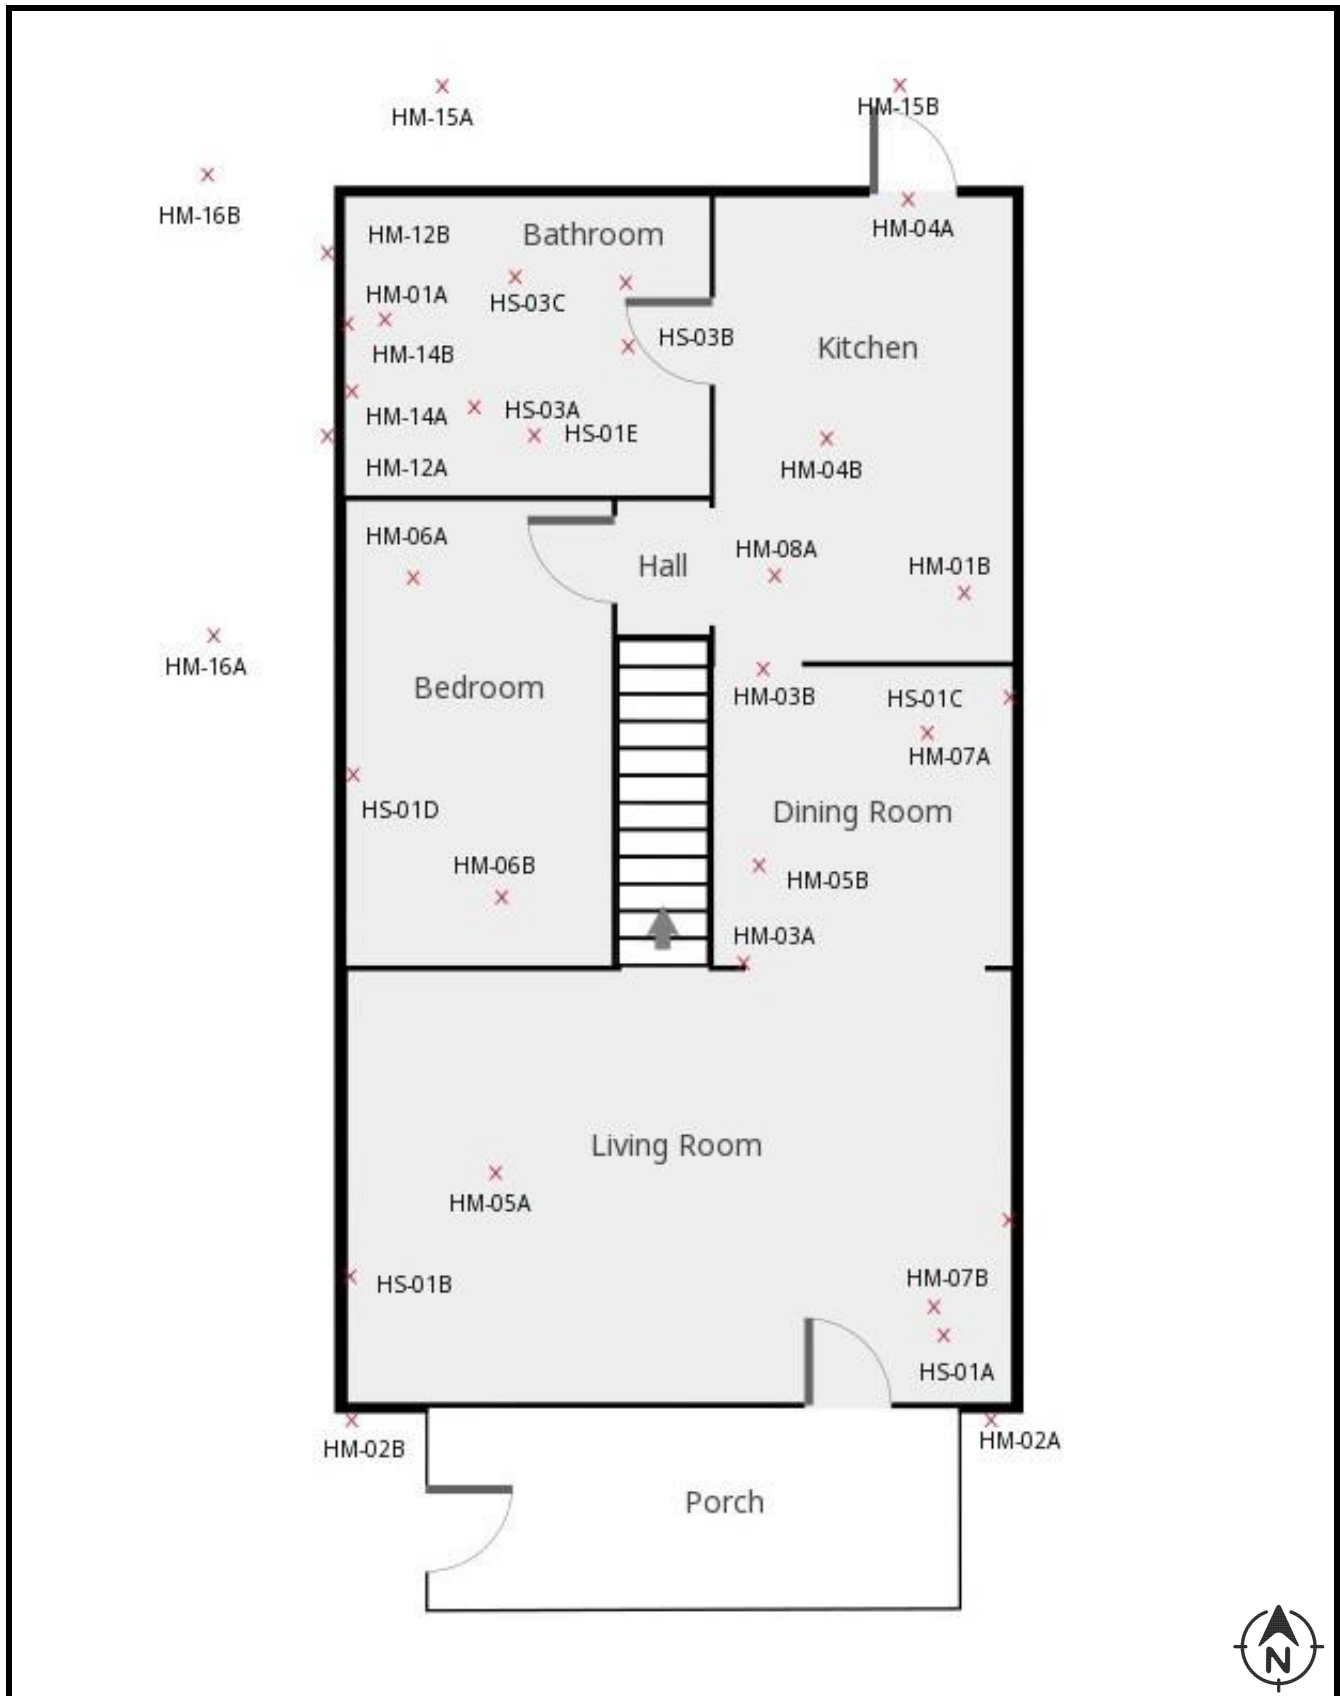 HM-15A
HM-15B
HM-16B
HM-04A
HM-12B
Bathroom
HM-01A
HS-03C
HS-03B
Kitchen
HM-14B
HM-14A
HS-03A
HS-01E
HM-12A
HM-04B
HM-06A
Hall
HM-08A
HM-01B
HM-16A
Bedroom
HM-03B
HS-01C
HM-07A
HS-01D
Dining Room
HM-06B
HM-05B
HM-03A
Living Room
HM-05A
HS-01B
HM-07B
HS-01A
HM-02B
HM-02A
Porch
N